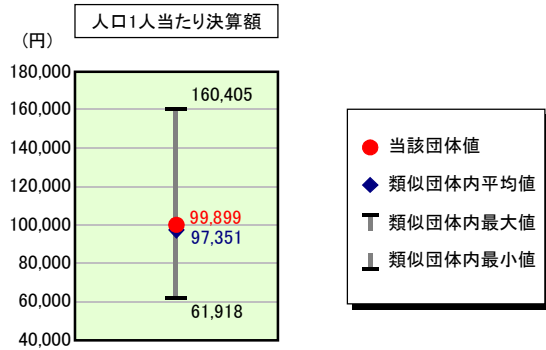 人口1人当たり決算額
(円)
180,000
160,000
140,000
120,000
100,000
80,000
60,000
40,000
160,405
99,899
97,351
61,918
当該団体値
類似団体内平均値
類似団体内最大値
類似団体内最小値